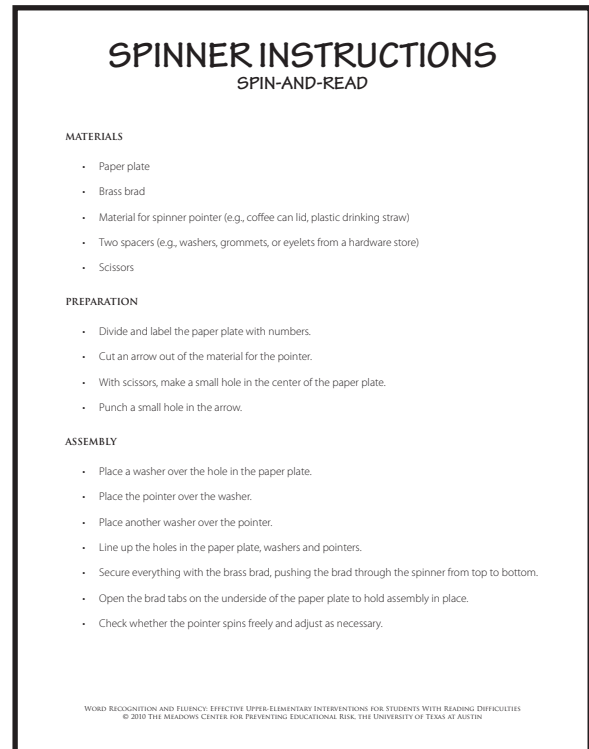 SPINNER INSTRUCTIONS
SPIN-AND-READ
MATERIALS
• Paper plate
• Brass brad
• Material for spinner pointer (e.g., coffee can lid, plastic drinking straw)
• Two spacers (e.g., washers, grommets, or eyelets from a hardware store)
• Scissors
PREPARATION
• Divide and label the paper plate with numbers.
• Cut an arrow out of the material for the pointer.
• With scissors, make a small hole in the center of the paper plate.
• Punch a small hole in the arrow.
ASSEMBLY
• Place a washer over the hole in the paper plate.
• Place the pointer over the washer.
• Place another washer over the pointer.
• Line up the holes in the paper plate, washers and pointers.
• Secure everything with the brass brad, pushing the brad through the spinner from top to bottom.
• Open the brad tabs on the underside of the paper plate to hold assembly in place.
• Check whether the pointer spins freely and adjust as necessary.
Word Recognition and Fluency: Effective Upper-Elementary Interventions for Students With Reading Difficulties
© 2010 The Meadows Center for Preventing Educational Risk, the University of Texas at Austin